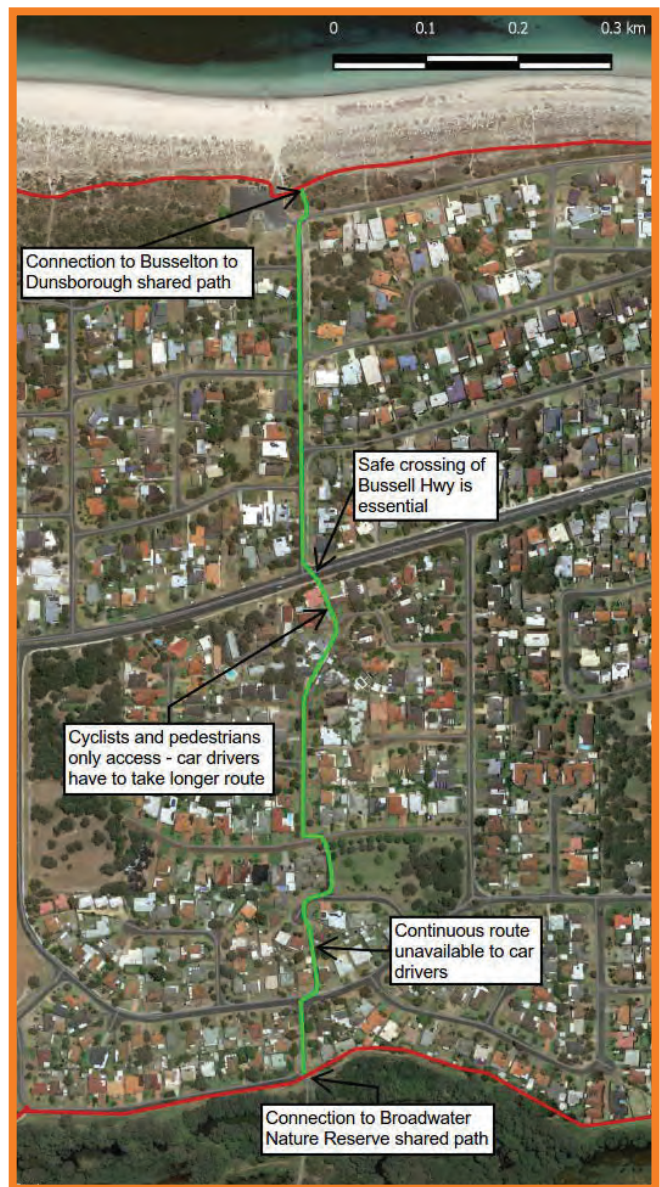 0 0.1 0.2 0.3 km
Connection to Busselton to
Dunsborough shared path
Safe crossing of
Bussell Hwy is
essential
Cyclists and pedestrians
only access - car drivers
have to take longer route
Continuous route
unavailable to car
drivers
Connection to Broadwater
Nature Reserve shared path